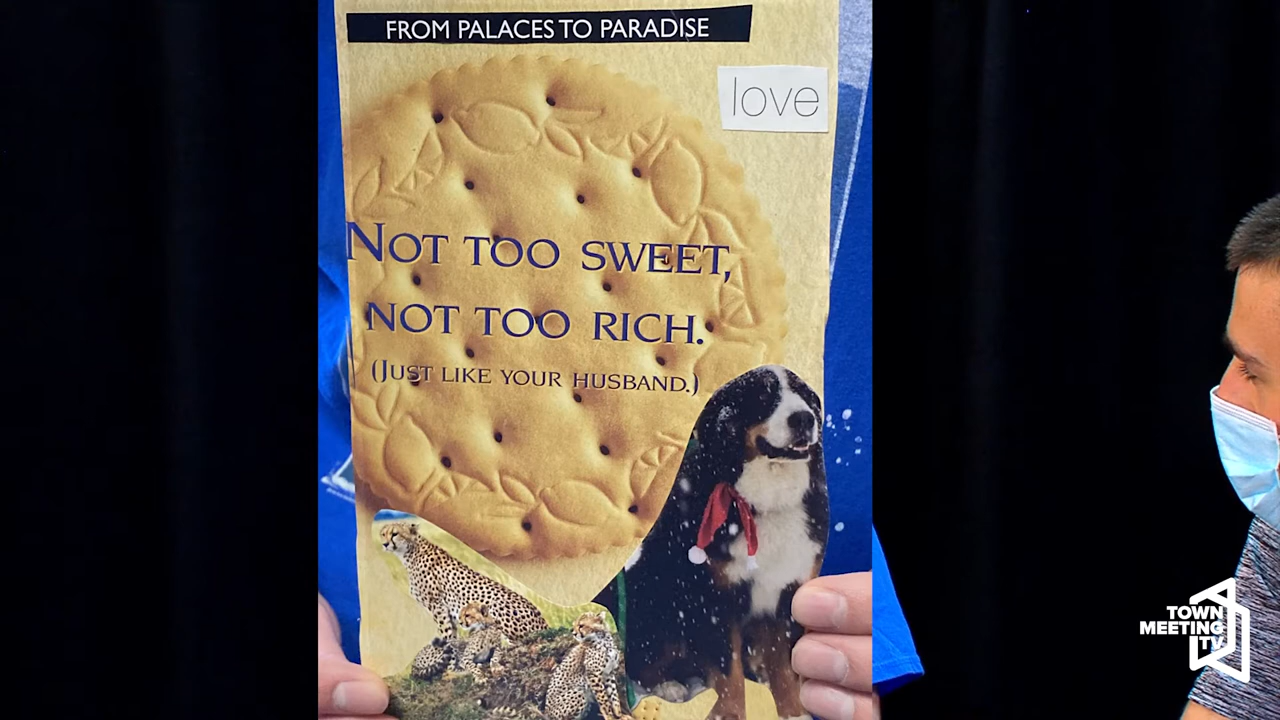 FROM PALACES TO PARADISE
love
NOT TOO SWEET,
NOT TOO RICH.
(JUST LIKE YOUR HUSBAND.)
TOWN
MEETING
TV